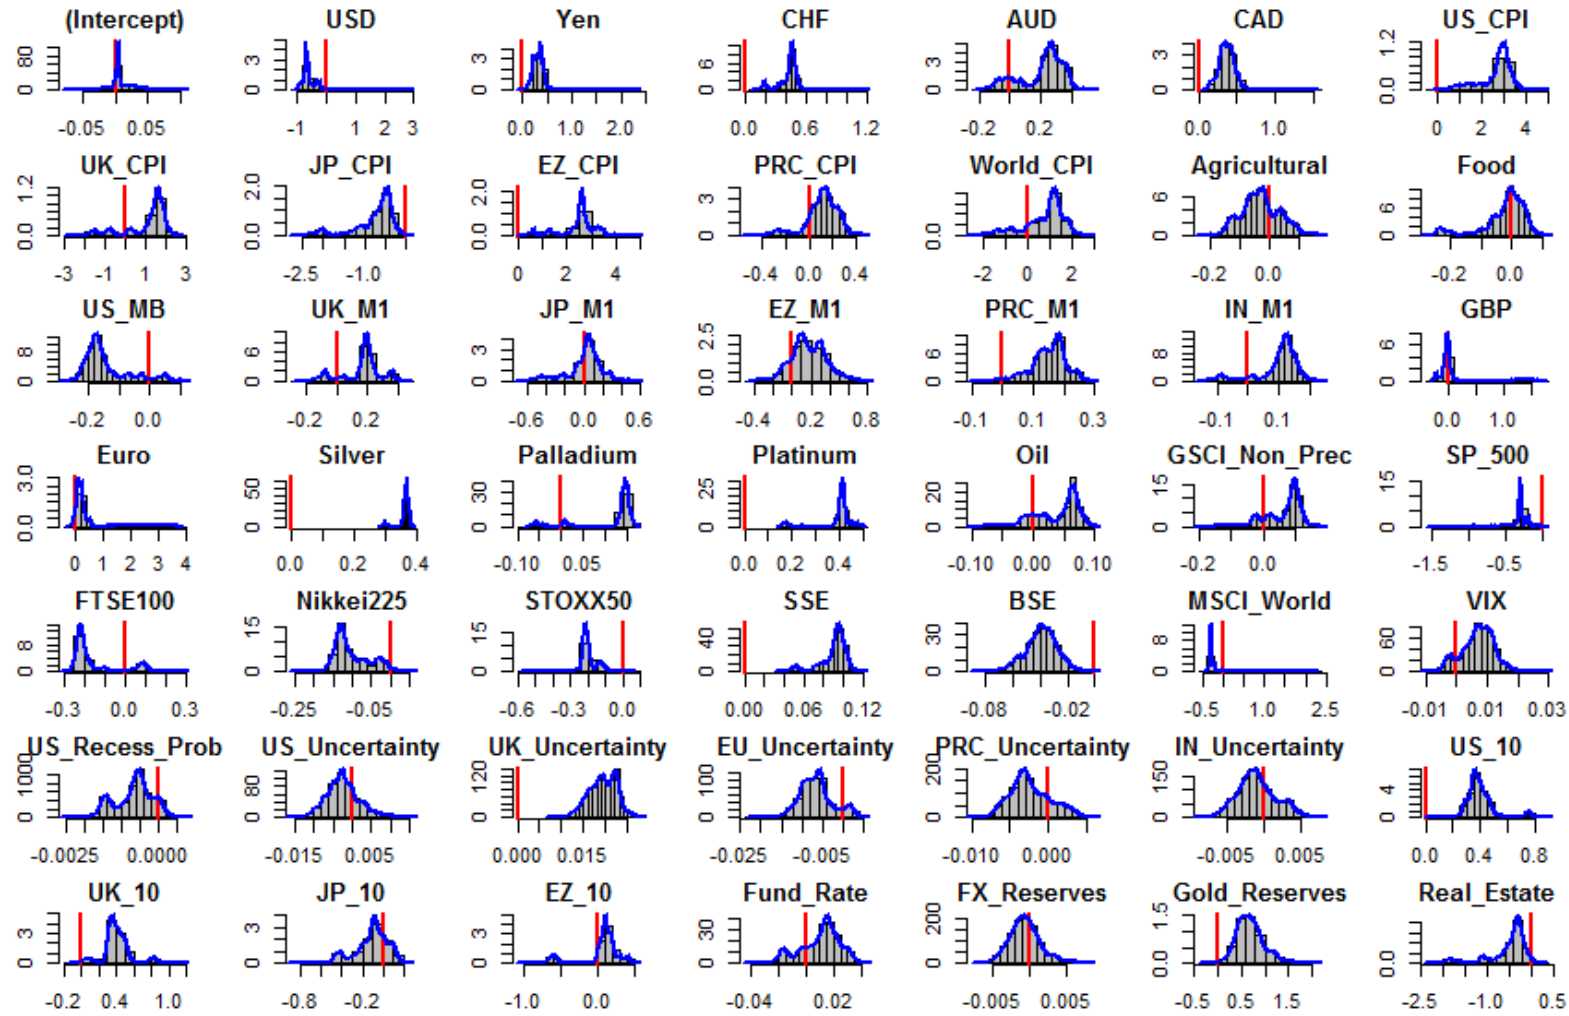 (Intercept) USD Yen CHF AUD CAD US_CPI
80 3 3 6 3 3 1.2
0 0 0 0 0 0 0.0
-0.05 0.05 -1 1 2 3 0.0 1.0 2.0 0.0 0.6 1.2 -0.2 0.2 0.0 1.0 0 2 4
UK_CPI JP_CPI EZ_CPI PRC_CPI World_CPI Agricultural Food
1.2 2.0 2.0 3 6 6
0.0 0.0 0.0 0 0.0 0 0
-3 -1 1 3 -2.5 -1.0 0 2 4 -0.4 0.0 0.4 -2 0 2 -0.2 0.0 -0.2 0.0
US_MB UK_M1 JP_M1 EZ_M1 PRC_M1 IN_M1 GBP
8 6 3 2.5 6 8 6
0 0 0 0.0 0 0 0
-0.2 0.0 -0.2 0.2 -0.6 0.0 0.6 -0.4 0.2 0.8 -0.1 0.1 0.3 -0.1 0.1 0.0 1.0
Euro Silver Palladium Platinum Oil GSCI_Non_Prec SP_500
3.0 50 30 25 20 15 15
0.0 0 0 0 0 0 0
0 1 2 3 4 0.0 0.2 0.4 -0.10 0.05 0.0 0.2 0.4 -0.10 0.00 0.10 -0.2 0.0 -1.5 -0.5
FTSE100 Nikkei225 STOXX50 SSE BSE MSCI_World VIX
8 15 15 40 30 8 60
0 0 0 0 0 0 0
-0.3 0.0 0.3 -0.25 -0.05 -0.6 -0.3 0.0 0.00 0.06 0.12 -0.08 -0.02 -0.5 1.0 2.5 -0.01 0.01 0.03
US_Recess_Prob US_Uncertainty UK_Uncertainty EU_Uncertainty PRC_Uncertainty IN_Uncertainty US_10
1000 80 120 100 200 150 4
0 0 0 0 0 0 0
-0.0025 0.0000 -0.015 0.005 0.000 0.015 -0.025 -0.005 -0.010 0.000 -0.005 0.005 0.0 0.4 0.8
UK_10 JP_10 EZ_10 Fund_Rate FX_Reserves Gold_Reserves Real_Estate
3 3 3 30 200 1.5
0 0 0 0 0 0.0 0.0
-0.2 0.4 1.0 -0.8 -0.2 -1.0 0.0 -0.04 0.02 -0.005 0.005 -0.5 0.5 1.5 -2.5 -1.0 0.5